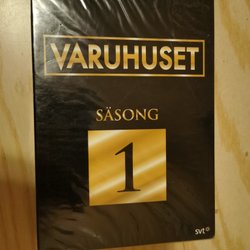 VARUHUSET
SÄSONG
1
svt